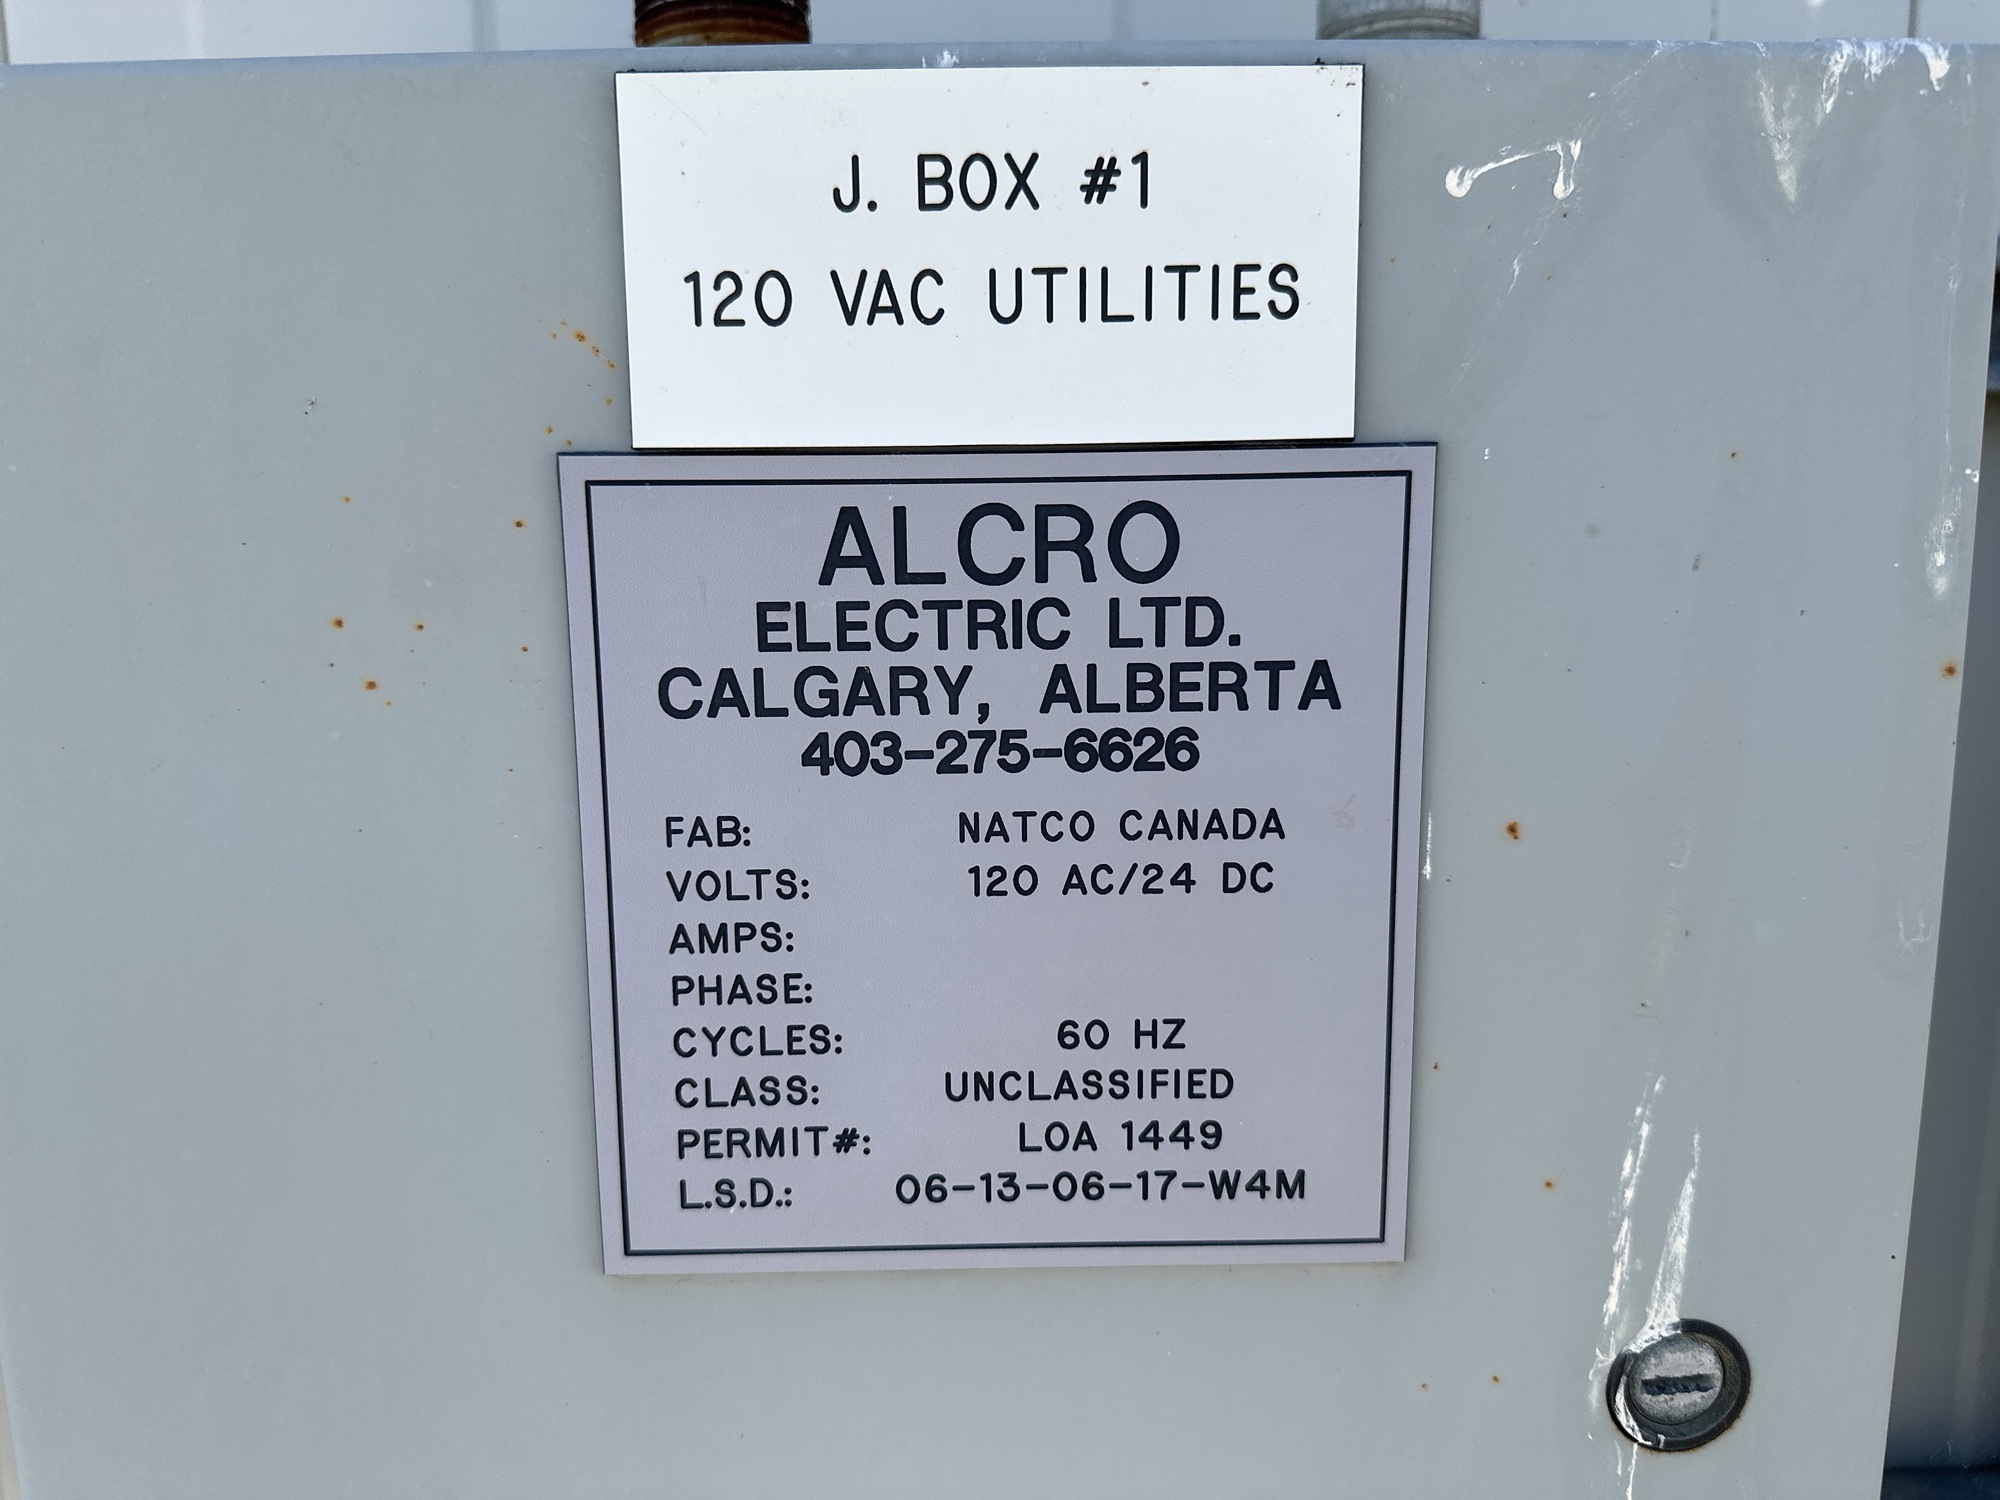 J. BOX #1
120 VAC UTILITIES
ALCRO
ELECTRIC LTD.
CALGARY, ALBERTA
403-275-6626
FAB: NATCO CANADA
VOLTS: 120 AC/24 DC
AMPS:
PHASE:
CYCLES: 60 HZ
CLASS: UNCLASSIFIED
PERMIT#: LOA 1449
L.S.D.: 06-13-06-17-W4M